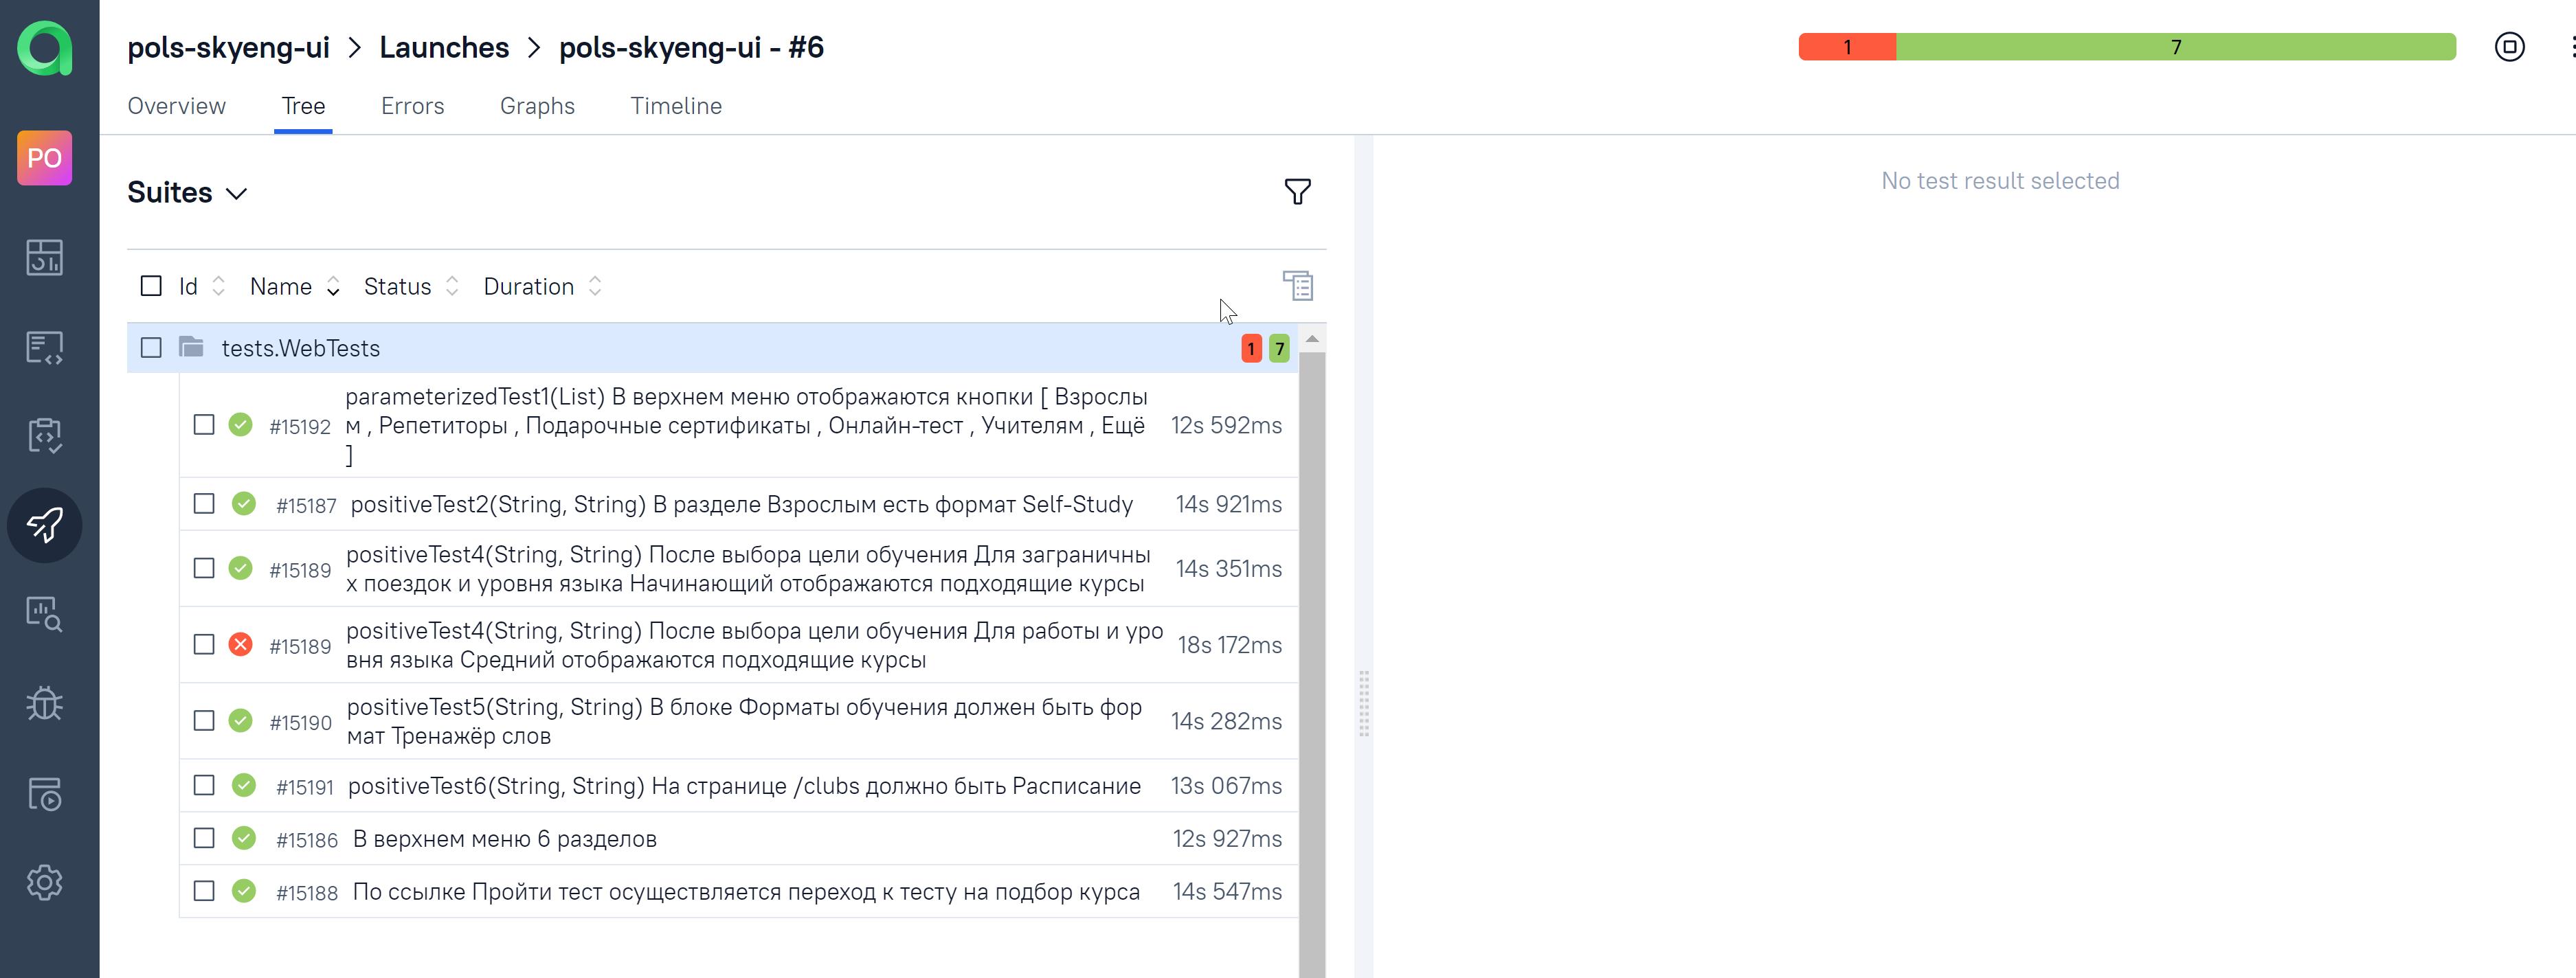 pols-skyeng-ui > Launches > pols-skyeng-ui - #6
1
7
Overview Tree Errors Graphs Timeline
PO
Suites
No test result selected
Id Name Status Duration
tests.WebTests
1 7
parameterizedTest1(List) В верхнем меню отображаются кнопки [ Взрослы
#15192 м , Репетиторы , Подарочные сертификаты , Онлайн-тест , Учителям , Ещё 12s 592ms
]
#15187 positiveTest2(String, String) В разделе Взрослым есть формат Self-Study 14s 921ms
positiveTest4(String, String) После выбора цели обучения Для заграничны
#15189 14s 351ms
х поездок и уровня языка Начинающий отображаются подходящие курсы
positiveTest4(String, String) После выбора цели обучения Для работы и уро
#15189 18s 172ms
вня языка Средний отображаются подходящие курсы
positiveTest5(String, String) В блоке Форматы обучения должен быть фор
#15190 14s 282ms
мат Тренажёр слов
#15191 positiveTest6(String, String) На странице /clubs должно быть Расписание 13s 067ms
#15186 В верхнем меню 6 разделов 12s 927ms
#15188 По ссылке Пройти тест осуществляется переход к тесту на подбор курса 14s 547ms